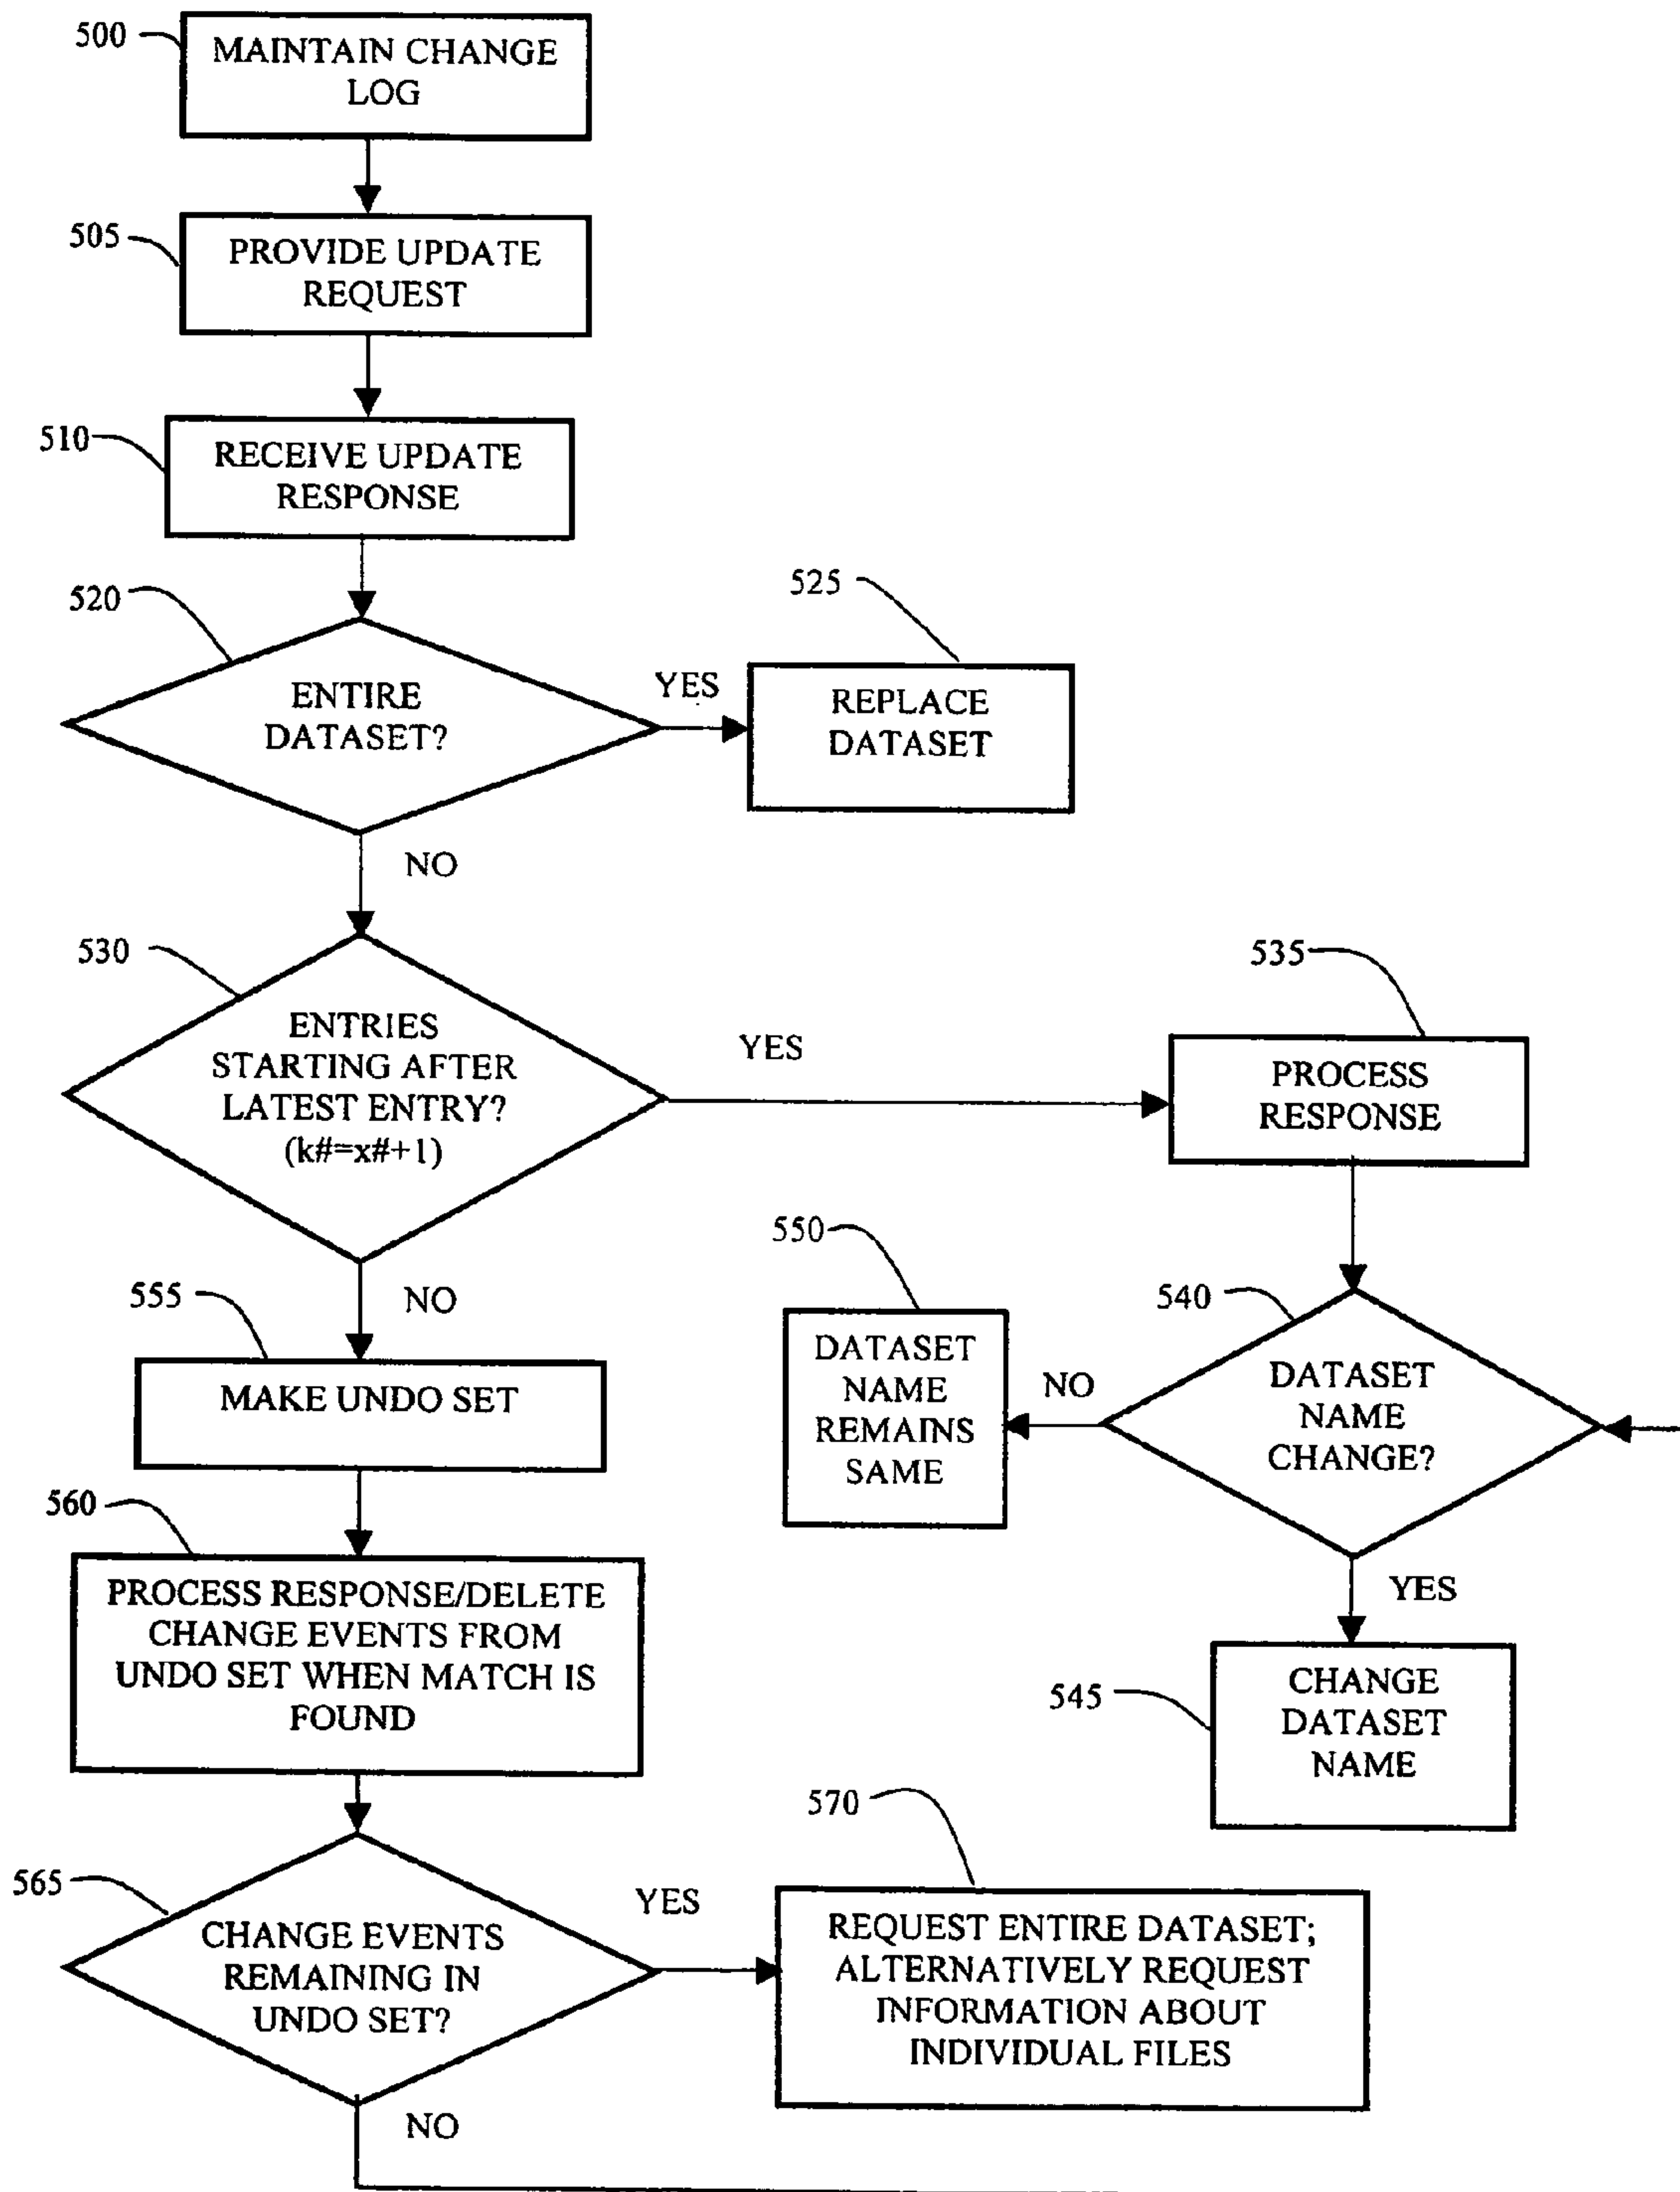 500
MAINTAIN CHANGE
LOG
505
PROVIDE UPDATE
REQUEST
510
RECEIVE UPDATE
RESPONSE
520
ENTIRE
DATASET?
YES
525
REPLACE
DATASET
NO
530
ENTRIES
STARTING AFTER
LATEST ENTRY?
(k#=x#+1)
YES
535
PROCESS
RESPONSE
540
DATASET
NAME
CHANGE?
NO
550
DATASET
NAME
REMAINS
SAME
YES
545
CHANGE
DATASET
NAME
NO
555
MAKE UNDO SET
560
PROCESS RESPONSE/DELETE
CHANGE EVENTS FROM
UNDO SET WHEN MATCH IS
FOUND
565
CHANGE EVENTS
REMAINING IN
UNDO SET?
YES
570
REQUEST ENTIRE DATASET;
ALTERNATIVELY REQUEST
INFORMATION ABOUT
INDIVIDUAL FILES
NO